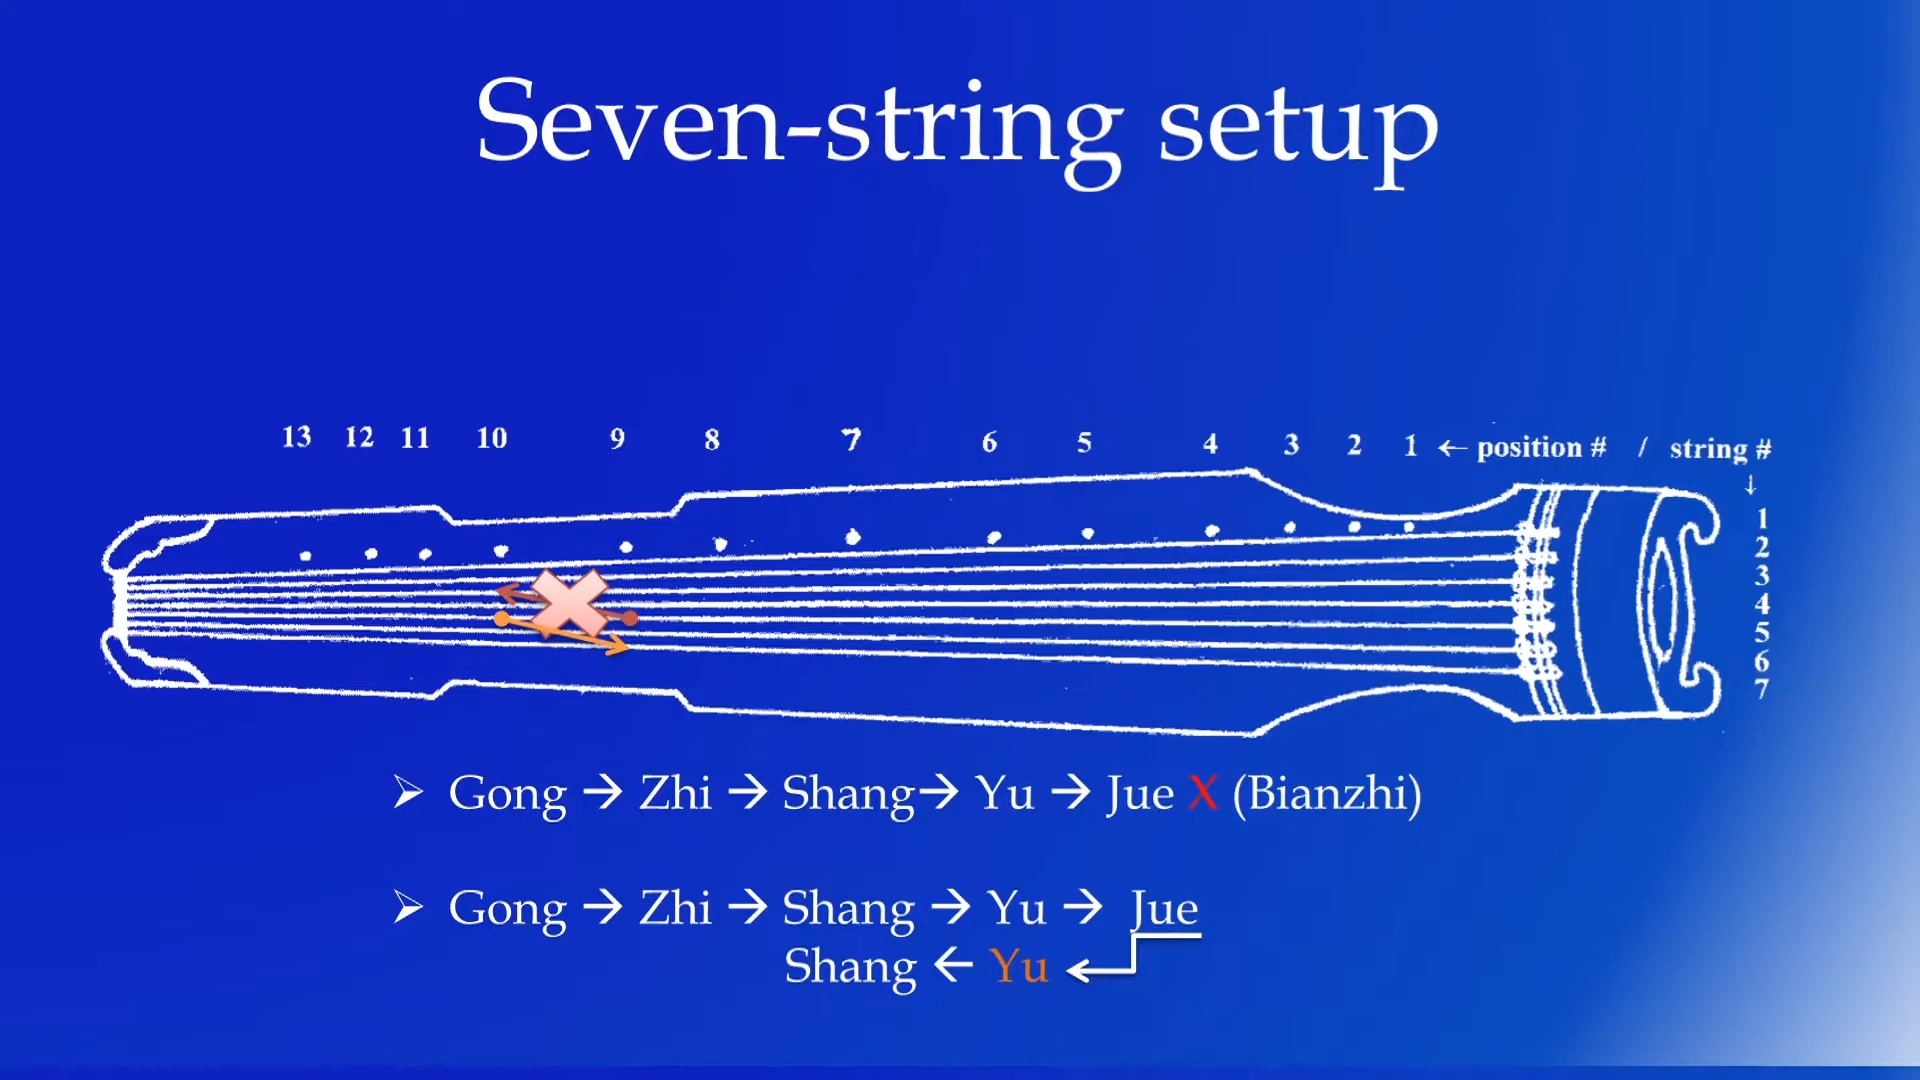 Seven-string setup
13 12 11 10 9 8 7 6 5 4 3 2 1 ← position # / string #
↓
1
2
3
4
5
6
7
➢ Gong → Zhi → Shang→ Yu → Jue X (Bianzhi)
➢ Gong → Zhi → Shang → Yu → Jue
Shang ← Yu